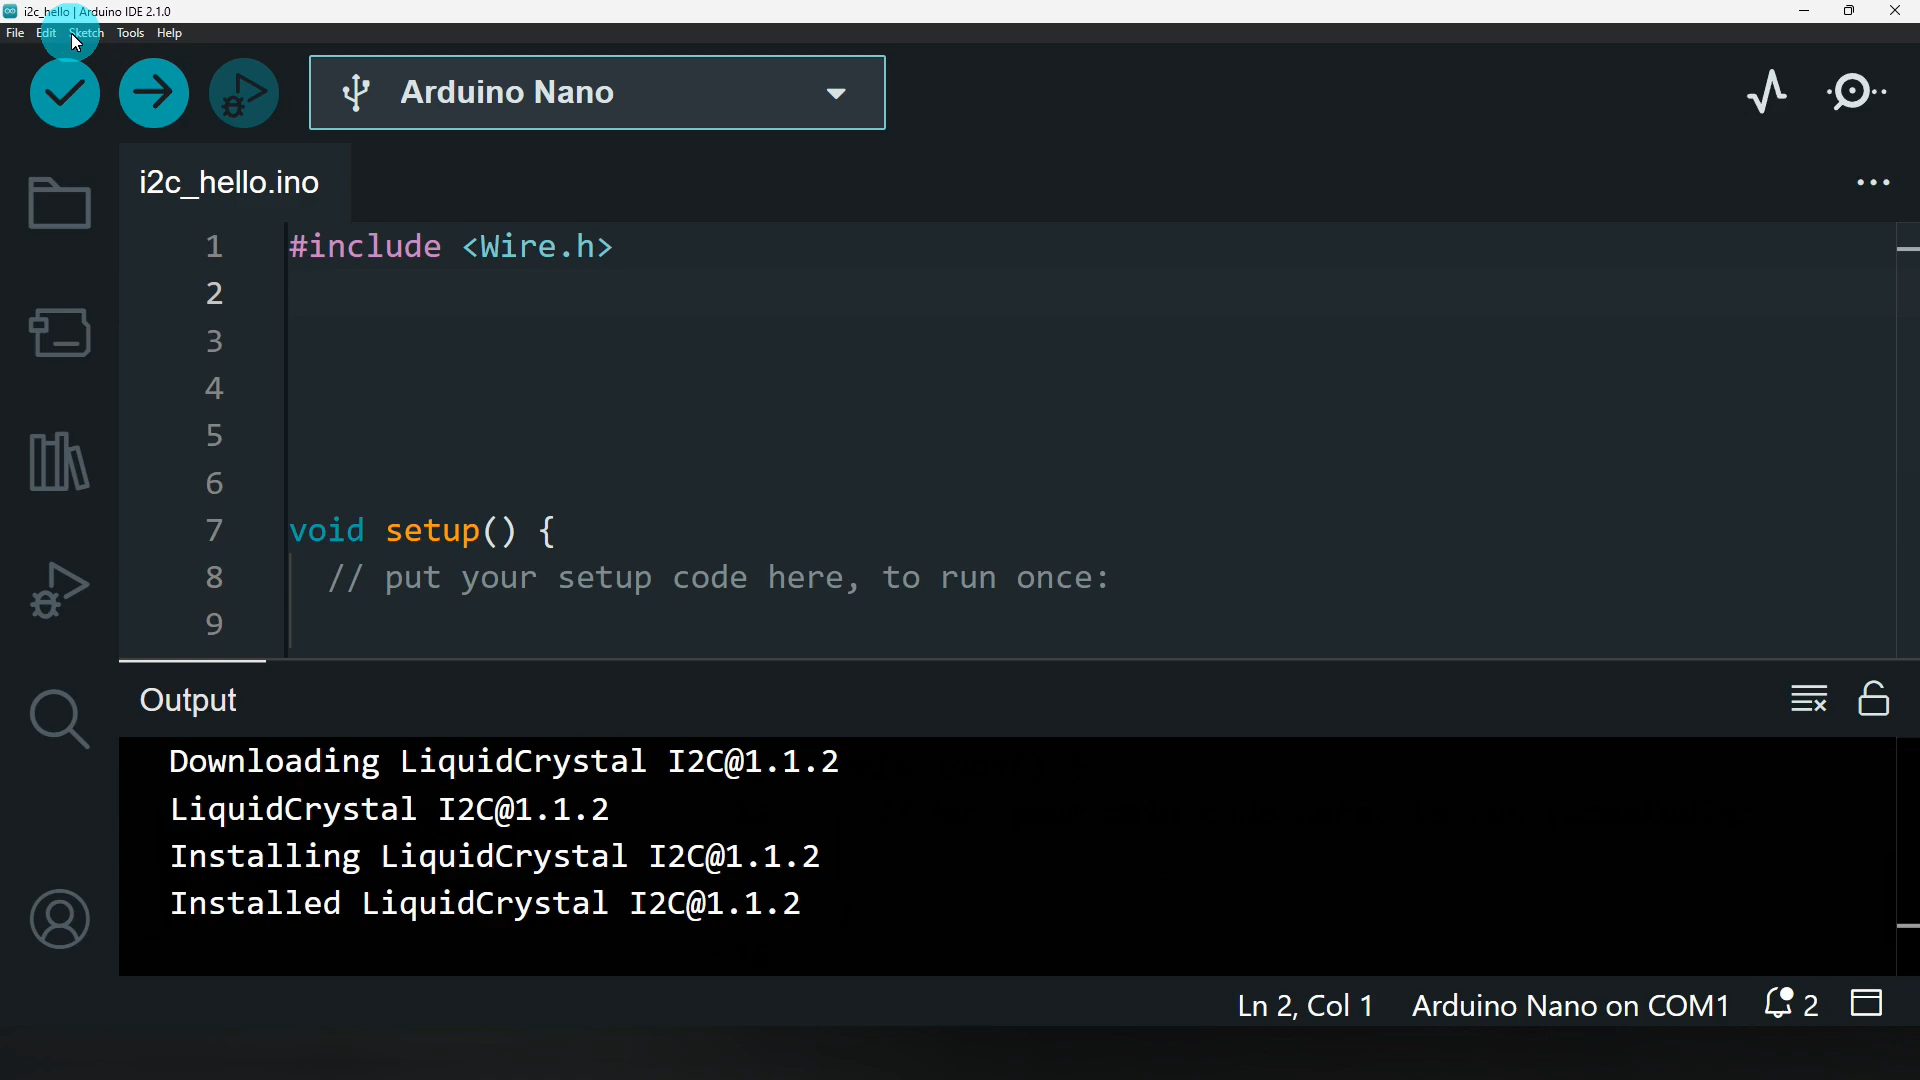 i2c_hello | Arduino IDE 2.1.0
File Edit Sketch Tools Help
Arduino Nano
i2c_hello.ino
1 #include <Wire.h>
2
3
4
5
6
7 void setup() {
8 // put your setup code here, to run once:
9
Output
Downloading LiquidCrystal I2C@1.1.2
LiquidCrystal I2C@1.1.2
Installing LiquidCrystal I2C@1.1.2
Installed LiquidCrystal I2C@1.1.2
Ln 2, Col 1 Arduino Nano on COM1 2